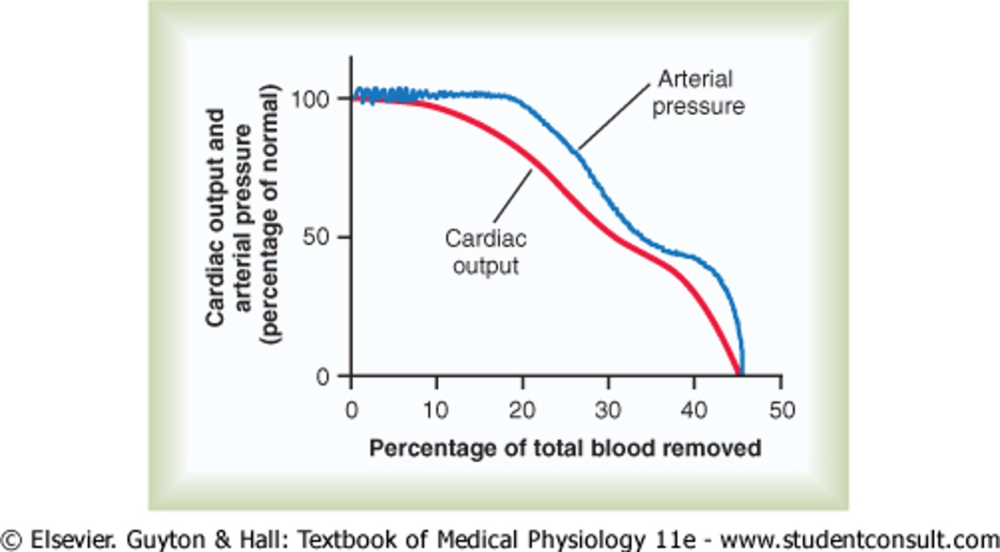 Cardiac output and
arterial pressure
(percentage of normal)
100
50
0
Arterial
pressure
Cardiac
output
0 10 20 30 40 50
Percentage of total blood removed
© Elsevier. Guyton & Hall: Textbook of Medical Physiology 11e - www.studentconsult.com